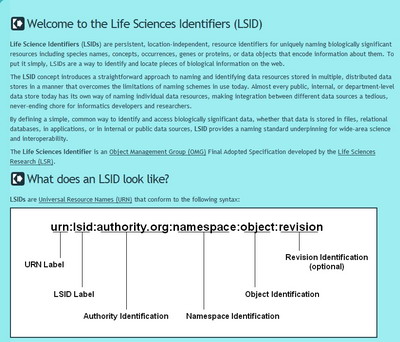 Welcome to the Life Sciences Identifiers (LSID)
Life Science Identifiers (LSIDs) are persistent, location-independent, resource identifiers for uniquely naming biologically significant
resources including species names, concepts, occurrences, genes or proteins, or data objects that encode information about them. To
put it simply, LSIDs are a way to identify and locate pieces of biological information on the web.
The LSID concept introduces a straightforward approach to naming and identifying data resources stored in multiple, distributed data
stores in a manner that overcomes the limitations of naming schemes in use today. Almost every public, internal, or department-level
data store today has its own way of naming individual data resources, making integration between different data sources a tedious,
never-ending chore for informatics developers and researchers.
By defining a simple, common way to identify and access biologically significant data, whether that data is stored in files, relational
databases, in applications, or in internal or public data sources, LSID provides a naming standard underpinning for wide-area science
and interoperability.
The Life Sciences Identifier is an Object Management Group (OMG) Final Adopted Specification developed by the Life Sciences
Research (LSR).
What does an LSID look like?
LSIDs are Universal Resource Names (URN) that conform to the following syntax:
urn:lsid:authority.org:namespace:object:revision
Revision Identification
(optional)
URN Label
LSID Label
Object Identification
Authority Identification
Namespace Identification